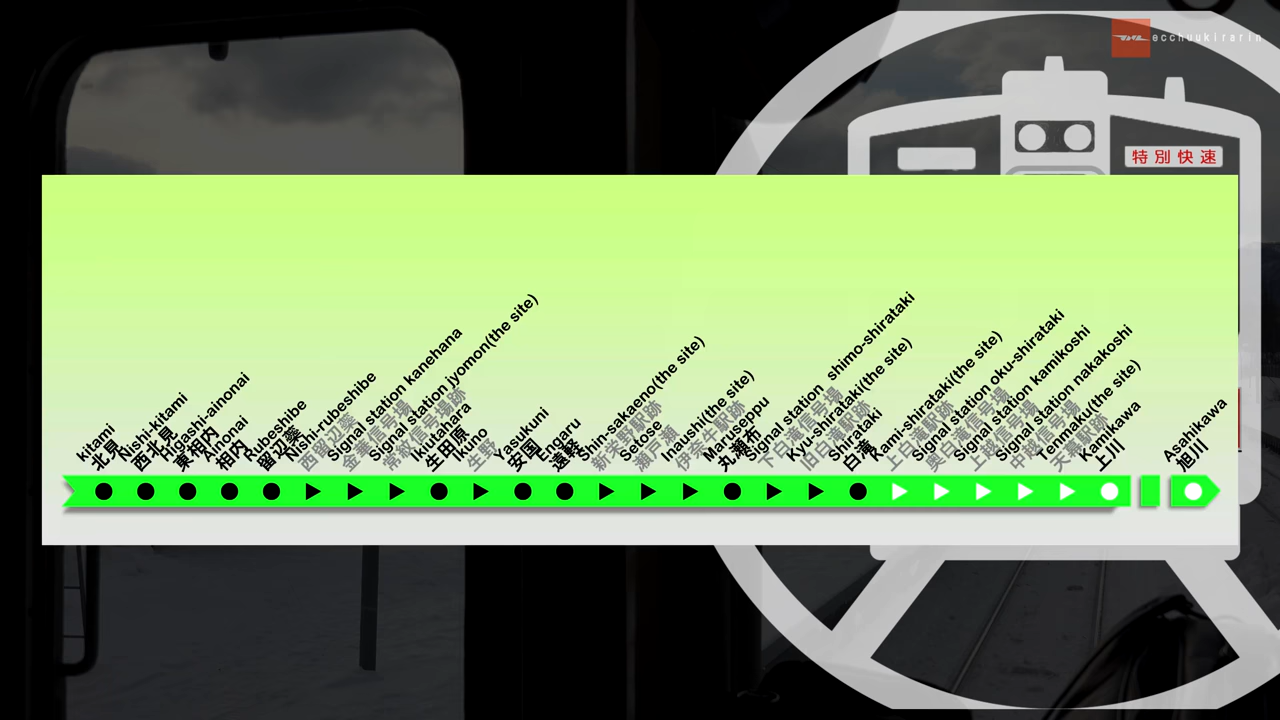 ecchuukirarin
特別快速
kitami
北見
Nishi-kitami
西北見
Higashi-ainonai
東相内
Ainonai
相内
Rubeshibe
留辺蘂
Nishi-rubeshibe
西留辺蘂
Signal station kanehana
金華信号場
Signal station jyomon(the site)
常紋信号場跡
Ikutahara
生田原
Ikuno
生野
Yasukuni
安国
Engaru
遠軽
Shin-sakaeno(the site)
新栄野駅跡
Setose
瀬戸瀬
Inaushi(the site)
伊奈牛駅跡
Maruseppu
丸瀬布
Signal station shimo-shirataki
下白滝信号場
Kyu-shirataki(the site)
旧白滝駅跡
Shirataki
白滝
Kami-shirataki(the site)
上白滝駅跡
Signal station oku-shirataki
奥白滝信号場
Signal station kamikoshi
上越信号場
Signal station nakakoshi
中越信号場
Tenmaku(the site)
天幕駅跡
Kamikawa
上川
Asahikawa
旭川